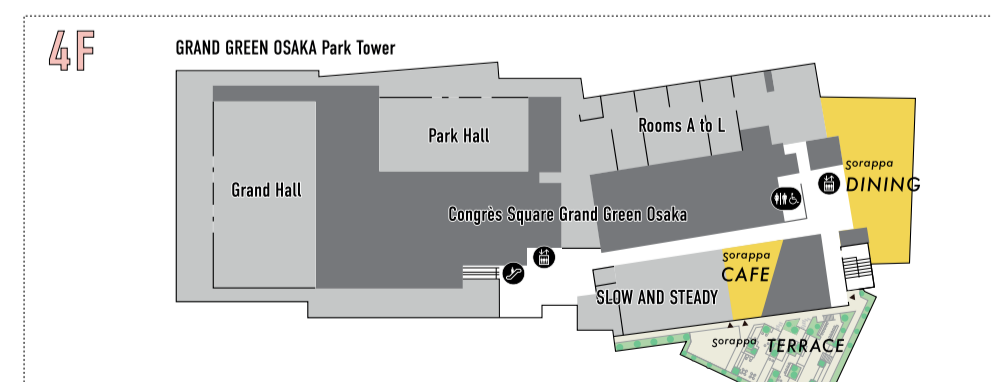 4F
GRAND GREEN OSAKA Park Tower
Rooms A to L
Park Hall
sorappa
DINING
Grand Hall
Congrès Square Grand Green Osaka
sorappa
CAFE
SLOW AND STEADY
sorappa TERRACE